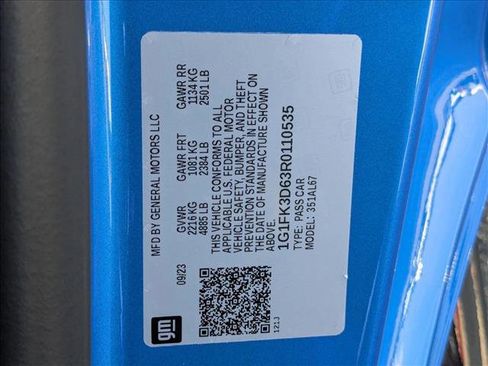 MFD BY GENERAL MOTORS LLC
GVWR GAWR FRT GAWR RR
2216 KG 1081 KG 1134 KG
4885 LB 2384 LB 2501 LB
THIS VEHICLE CONFORMS TO ALL
APPLICABLE U.S. FEDERAL MOTOR
VEHICLE SAFETY, BUMPER, AND THEFT
PREVENTION STANDARDS IN EFFECT ON
THE DATE OF MANUFACTURE SHOWN
ABOVE.
1G1FK3D63R0110535
TYPE: PASS CAR
MODEL: 351AL67
09/23
gm
121J